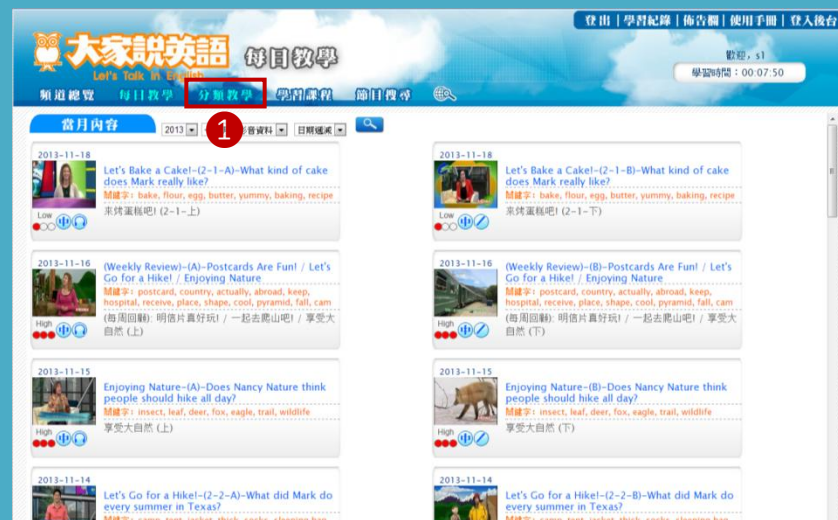 登出 | 學習紀錄 | 佈告欄 | 使用手冊 | 登入後台
大家說英語 每日教學
Let's Talk In English
歡迎, s1
學習時間：00:07:50
頻道總覽 每日教學 分類教學 學習課程 節目搜尋
當月內容 2013 影音資料 日期遞減
1
2013-11-18
Let's Bake a Cake!-(2-1-A)-What kind of cake
does Mark really like?
關鍵字: bake, flour, egg, butter, yummy, baking, recipe
來烤蛋糕吧! (2-1-上)
Low 中
2013-11-18
Let's Bake a Cake!-(2-1-B)-What kind of cake
does Mark really like?
關鍵字: bake, flour, egg, butter, yummy, baking, recipe
來烤蛋糕吧! (2-1-下)
Low 中
2013-11-16
(Weekly Review)-(A)-Postcards Are Fun! / Let's
Go for a Hike! / Enjoying Nature
關鍵字: postcard, country, actually, abroad, keep,
hospital, receive, place, shape, cool, pyramid, fall, cam
(每周回顧): 明信片真好玩! / 一起去爬山吧! / 享受大
自然 (上)
High 中
2013-11-16
(Weekly Review)-(B)-Postcards Are Fun! / Let's
Go for a Hike! / Enjoying Nature
關鍵字: postcard, country, actually, abroad, keep,
hospital, receive, place, shape, cool, pyramid, fall, cam
(每周回顧): 明信片真好玩! / 一起去爬山吧! / 享受大
自然 (下)
High 中
2013-11-15
Enjoying Nature-(A)-Does Nancy Nature think
people should hike all day?
關鍵字: insect, leaf, deer, fox, eagle, trail, wildlife
享受大自然 (上)
High 中
2013-11-15
Enjoying Nature-(B)-Does Nancy Nature think
people should hike all day?
關鍵字: insect, leaf, deer, fox, eagle, trail, wildlife
享受大自然 (下)
High 中
2013-11-14
Let's Go for a Hike!-(2-2-A)-What did Mark do
every summer in Texas?
2013-11-14
Let's Go for a Hike!-(2-2-B)-What did Mark do
every summer in Texas?